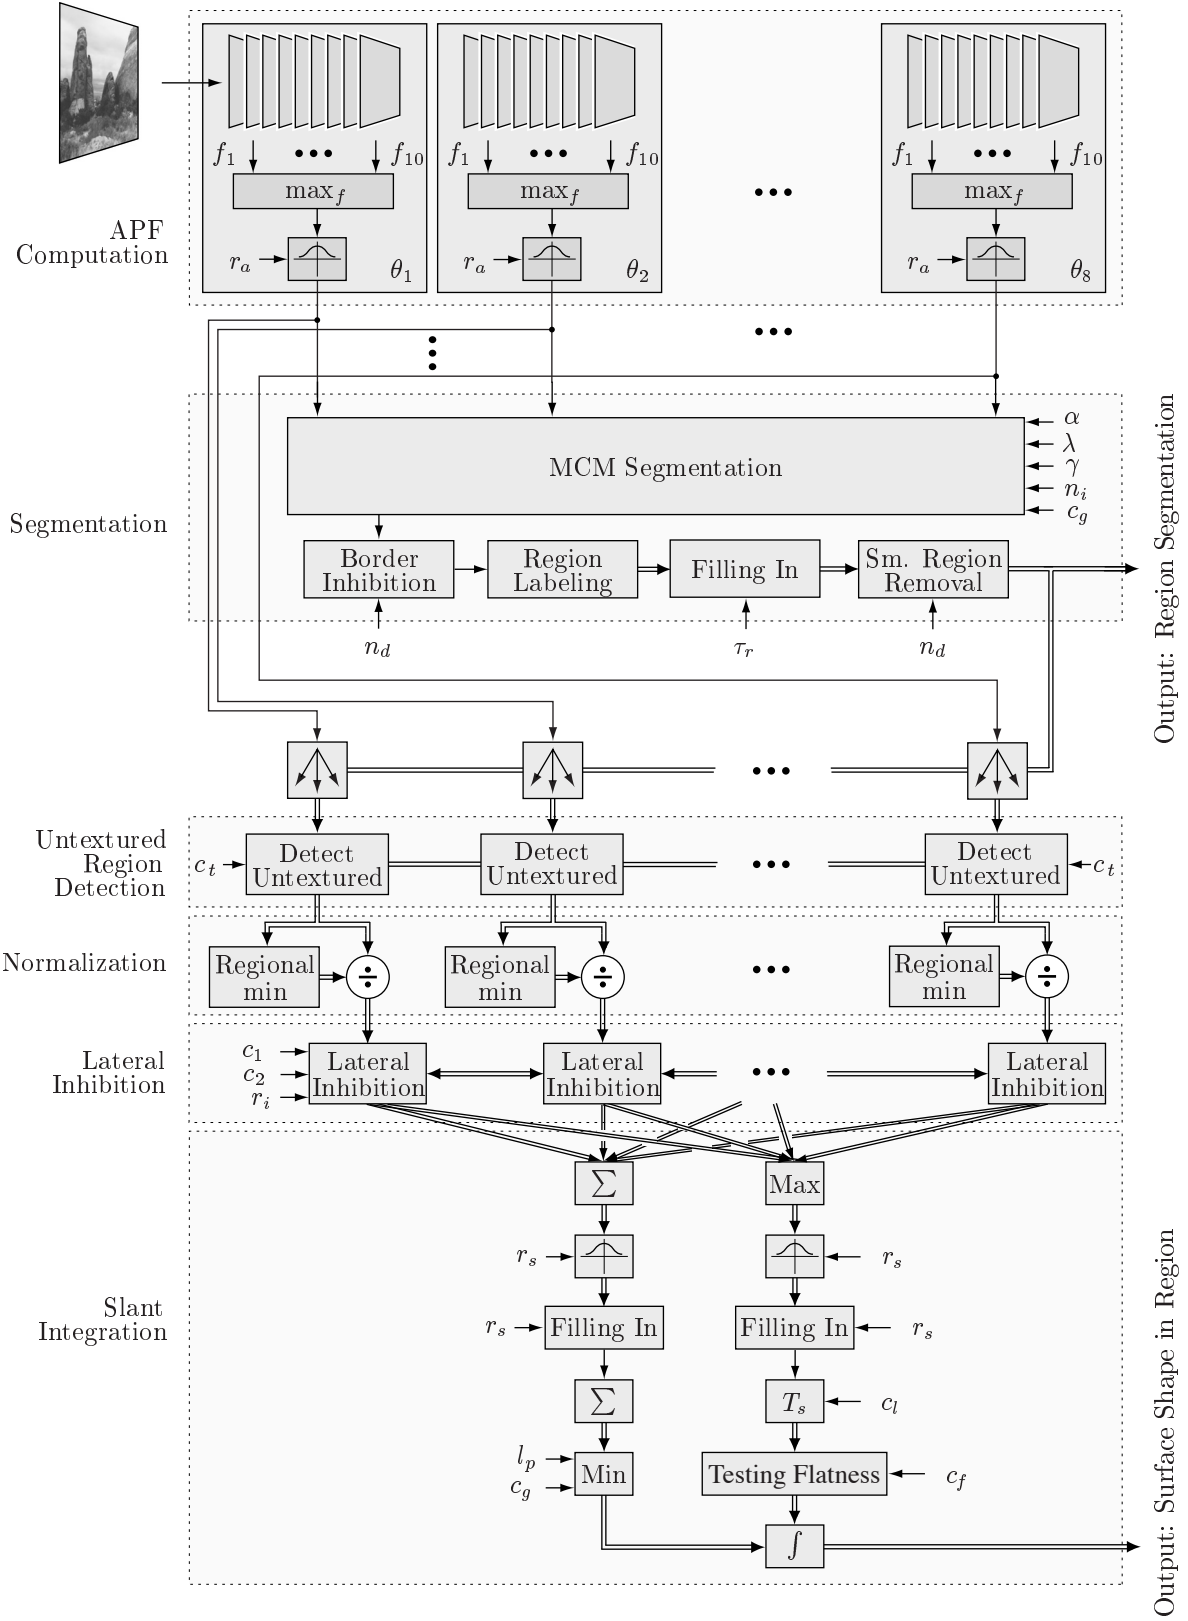 f1 ••• f10
f1 ••• f10
f1 ••• f10
maxf
maxf
•••
maxf
APF
Computation
ra
θ1
ra
θ2
ra
θ8
•••
α
λ
γ
ni
cg
MCM Segmentation
Segmentation
Border
Inhibition
Region
Labeling
Filling In
Sm. Region
Removal
nd
τr
nd
Output: Region Segmentation
•••
Untextured
Region
Detection
ct
Detect
Untextured
Detect
Untextured
•••
Detect
Untextured
ct
Normalization
Regional
min
÷
Regional
min
÷
•••
Regional
min
÷
Lateral
Inhibition
c1
c2
ri
Lateral
Inhibition
Lateral
Inhibition
•••
Lateral
Inhibition
Slant
Integration
∑
Max
rs
rs
rs
Filling In
Filling In
rs
∑
Ts
cl
lp
cg
Min
Testing Flatness
cf
∫
Output: Surface Shape in Region